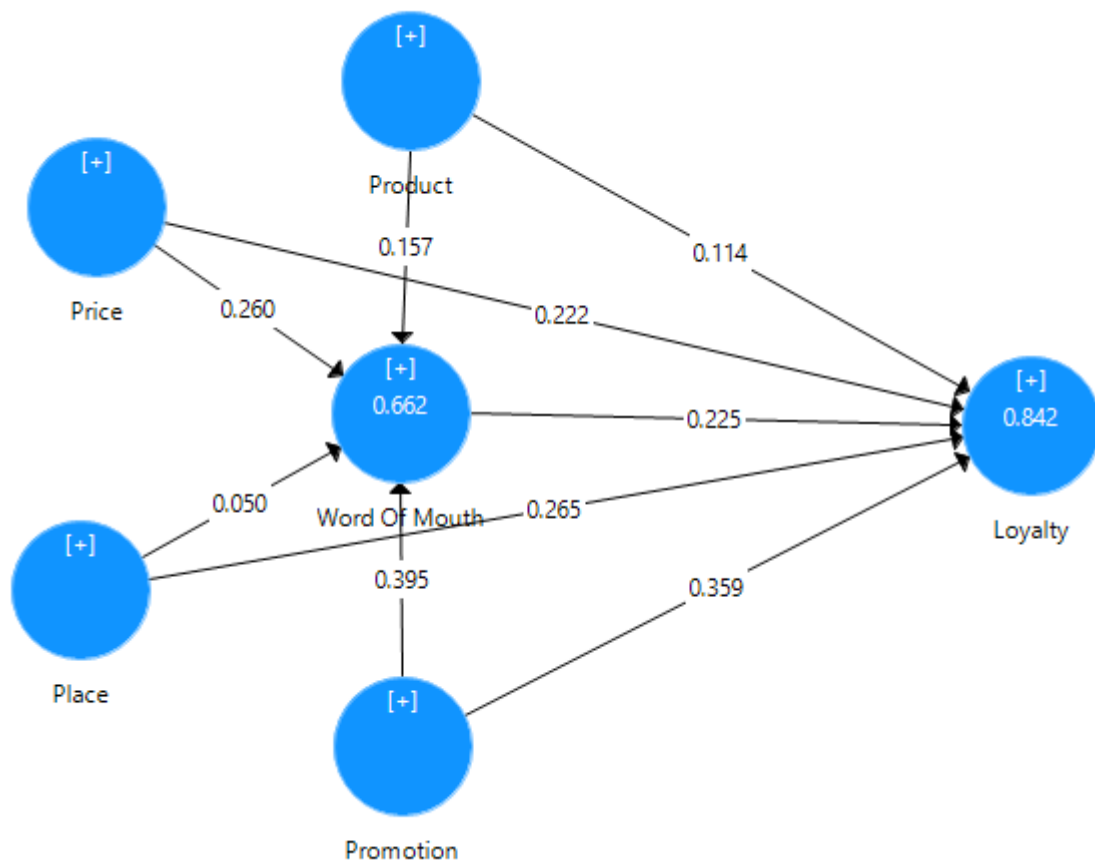 [+]
Product
[+]
Price
0.157
0.114
0.260
0.222
[+]
0.662
Word Of Mouth
0.225
[+]
0.842
Loyalty
0.050
0.265
[+]
Place
0.395
0.359
[+]
Promotion